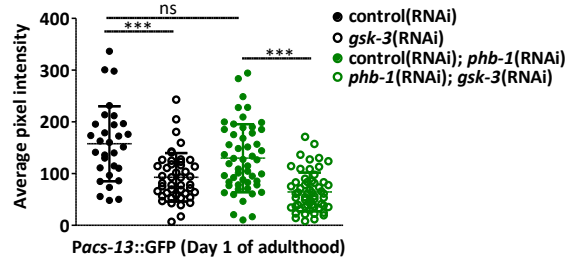 ns
***
***
control(RNAi)
gsk-3(RNAi)
control(RNAi); phb-1(RNAi)
phb-1(RNAi); gsk-3(RNAi)
Average pixel intensity
400
300
200
100
0
Pacs-13::GFP (Day 1 of adulthood)